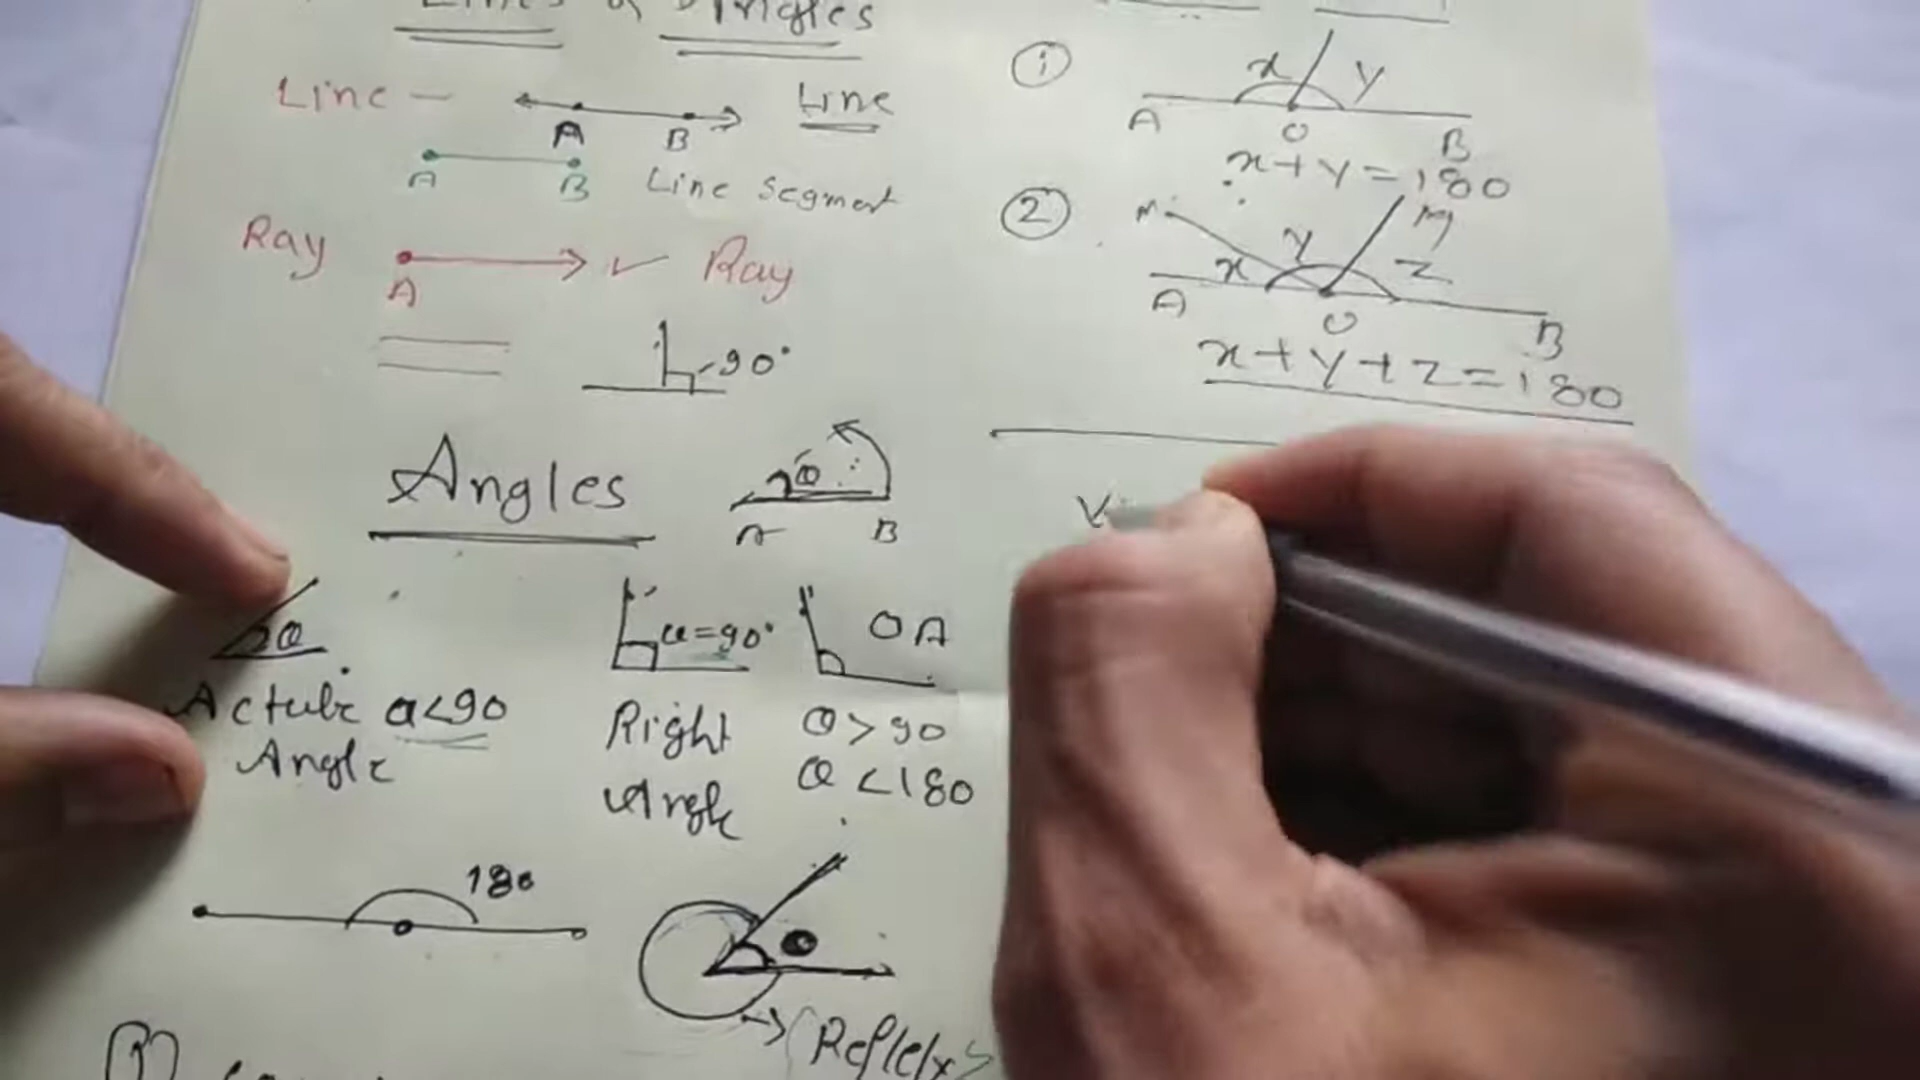 Lines & Angles
Line —
A B
Line
A B
Line Segment
Ray
A
✓ Ray
90°
Angles
θ
A B
θ
Actube θ<90
Angle
θ=90°
Right
Angle
OA
θ > 90
θ < 180
180
θ
→ (Reflex
①
x y
A O B
x+y=180
②
M
y
x z
A O B
x+y+z=180